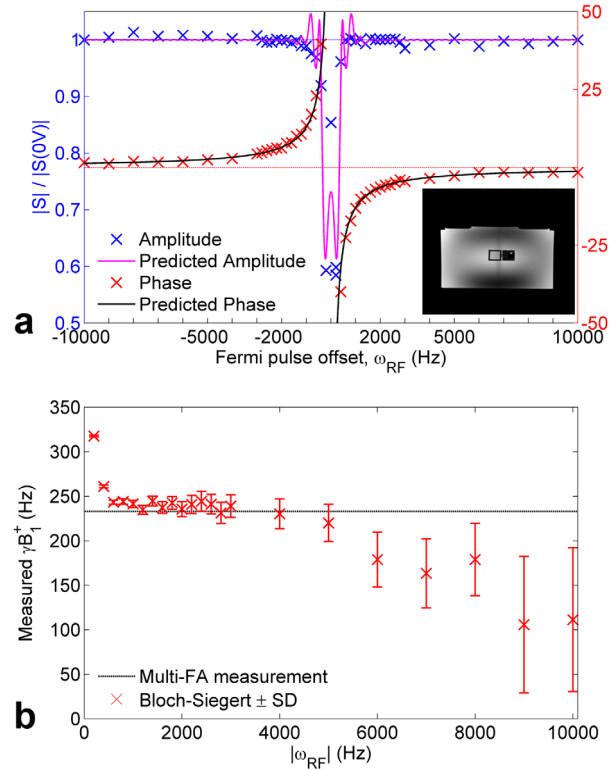 50
1
25
0.9
|S| / |S(0V)|
0.8
0
0.7
Amplitude
Predicted Amplitude
-25
0.6
Phase
Predicted Phase
a
0.5
-50
-10000 -6000 -2000 2000 6000 10000
Fermi pulse offset, ωRF (Hz)
350
300
250
200
Measured γB1+ (Hz)
150
100
50
Multi-FA measurement
Bloch-Siegert ± SD
b
0
0 2000 4000 6000 8000 10000
|ωRF| (Hz)